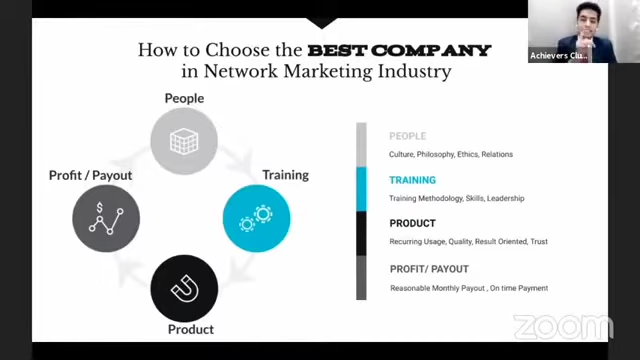 How to Choose the BEST COMPANY
in Network Marketing Industry
Achievers Clu...
People
Profit / Payout
Training
$
Product
PEOPLE
Culture, Philosophy, Ethics, Relations
TRAINING
Training Methodology, Skills, Leadership
PRODUCT
Recurring Usage, Quality, Result Oriented, Trust
PROFIT/ PAYOUT
Reasonable Monthly Payout , On time Payment
zoom